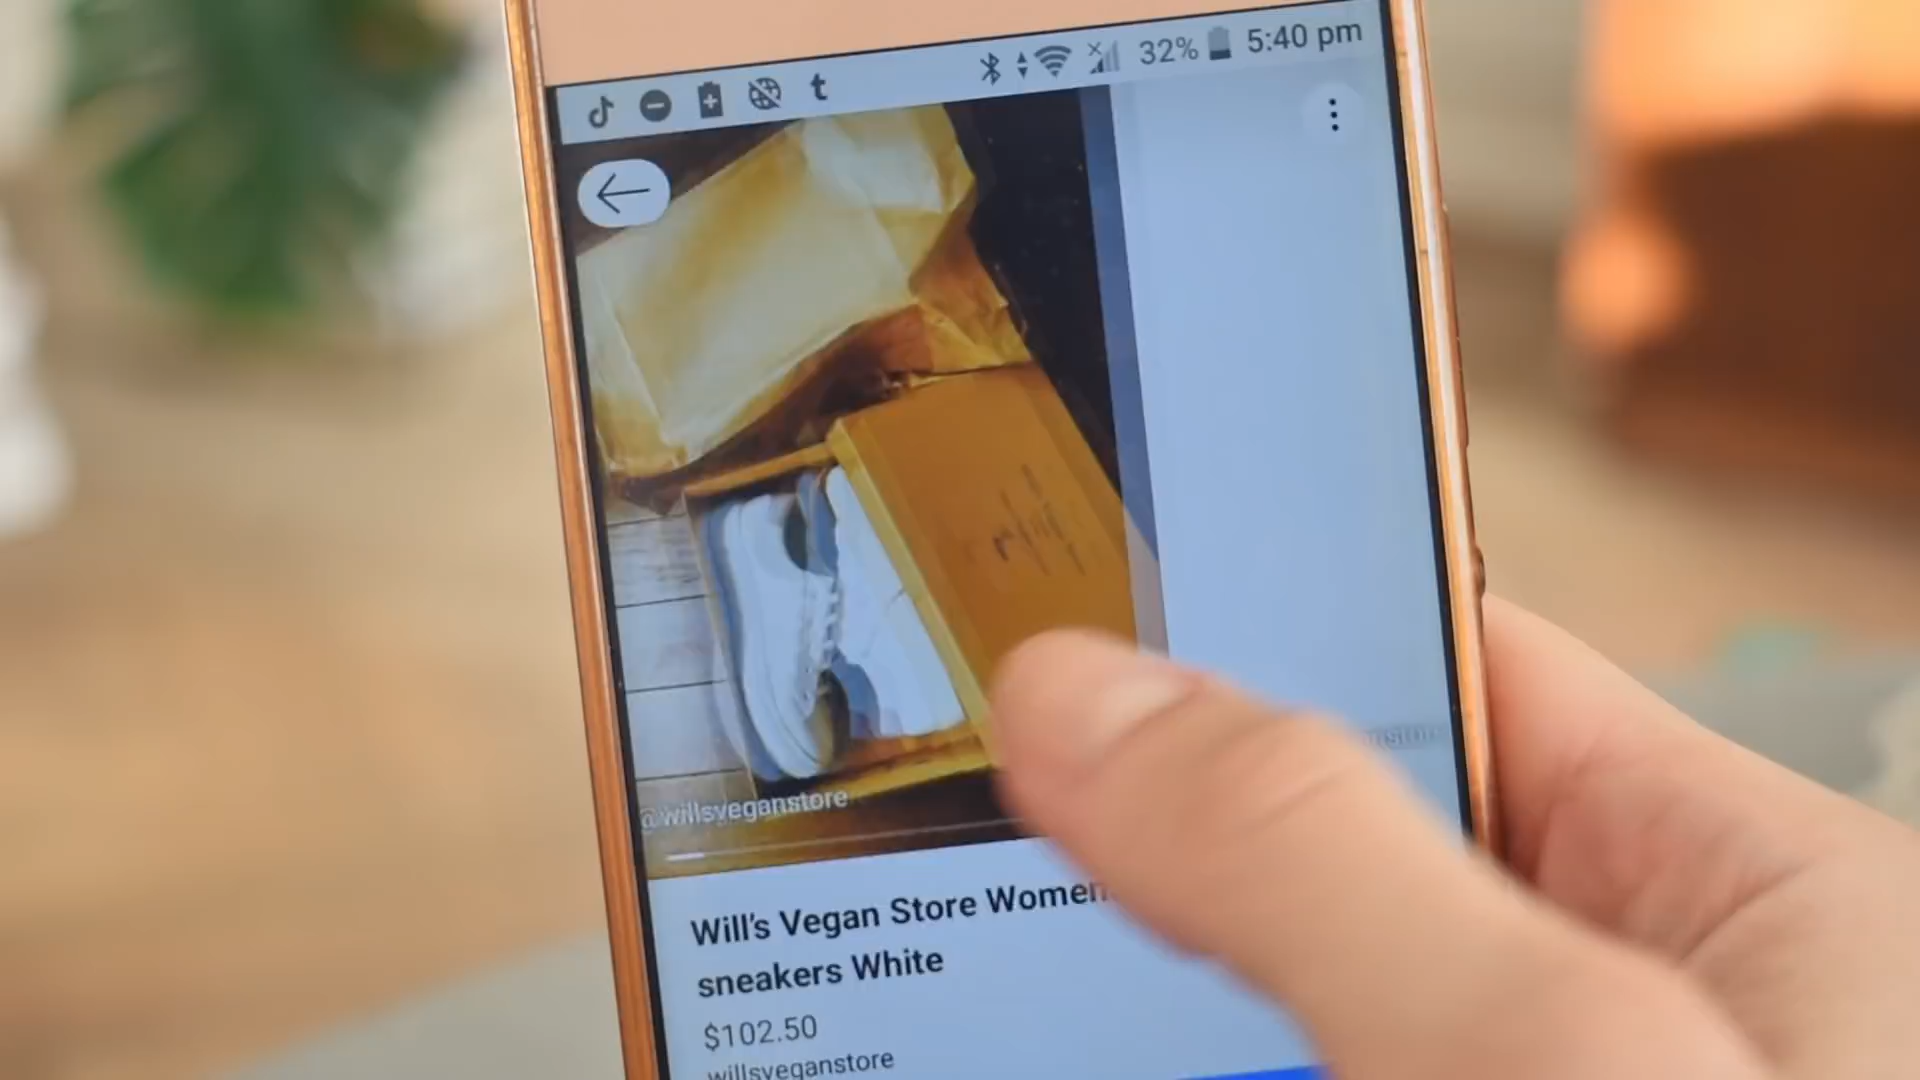 t 32% 5:40 pm
@willsveganstore
Will's Vegan Store Women
sneakers White
$102.50
willsveganstore